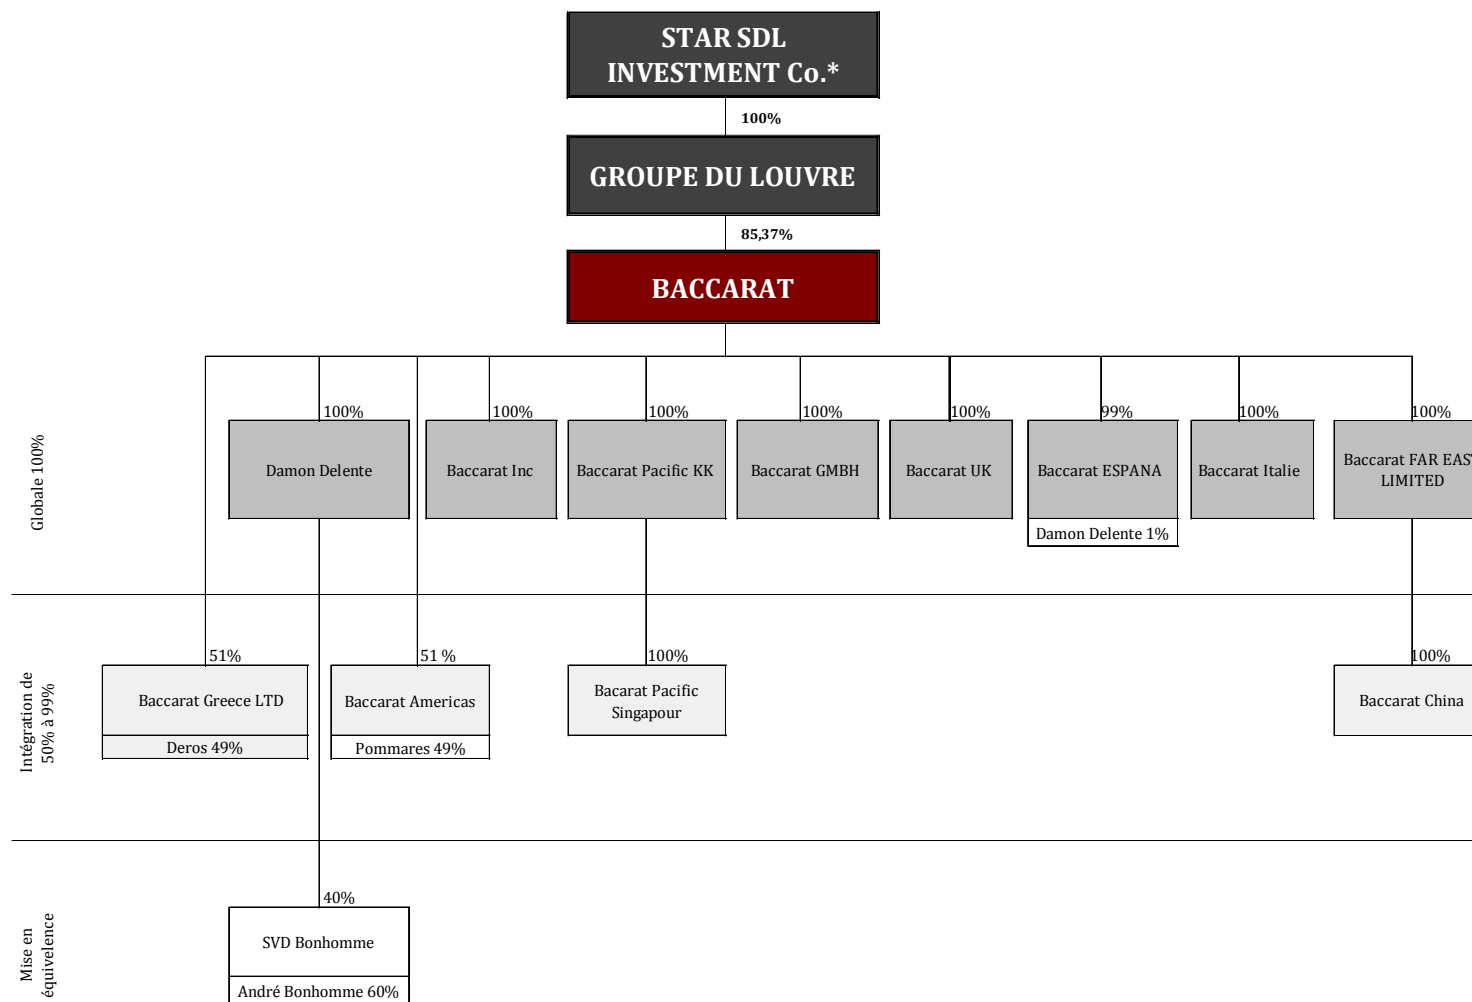 STAR SDL
INVESTMENT Co.*
100%
GROUPE DU LOUVRE
85,37%
BACCARAT
Globale 100%
100%
100%
100%
100%
100%
99%
100%
100%
Damon Delente
Baccarat Inc
Baccarat Pacific KK
Baccarat GMBH
Baccarat UK
Baccarat ESPANA
Baccarat Italie
Baccarat FAR EAST
LIMITED
Damon Delente 1%
Intégration de
50% à 99%
51%
51 %
100%
100%
Baccarat Greece LTD
Baccarat Americas
Bacarat Pacific
Singapour
Baccarat China
Deros 49%
Pommares 49%
Mise en
équivelence
40%
SVD Bonhomme
André Bonhomme 60%